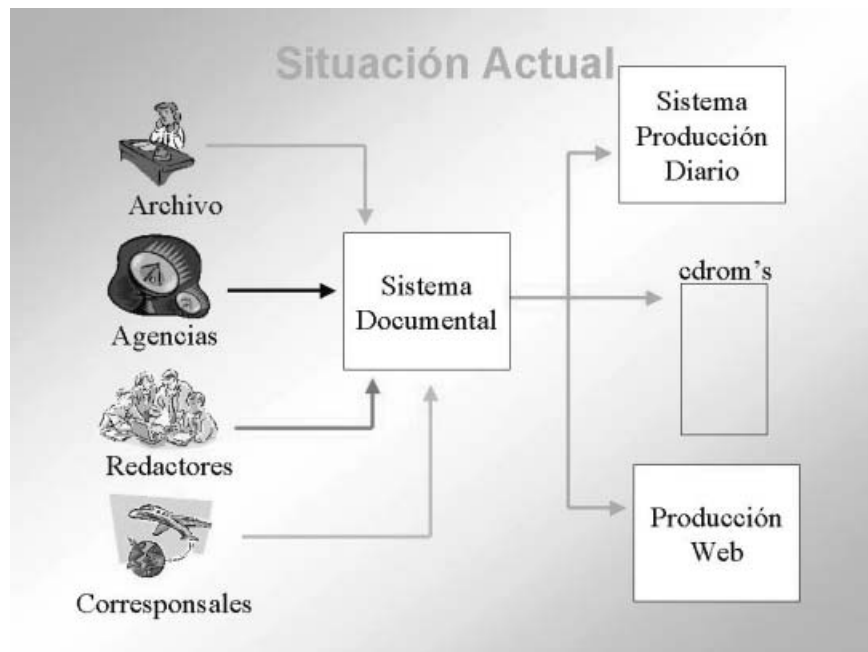 Situación Actual
Archivo
Agencias
Redactores
Corresponsales
Sistema
Documental
Sistema
Producción
Diario
cdrom's
Producción
Web